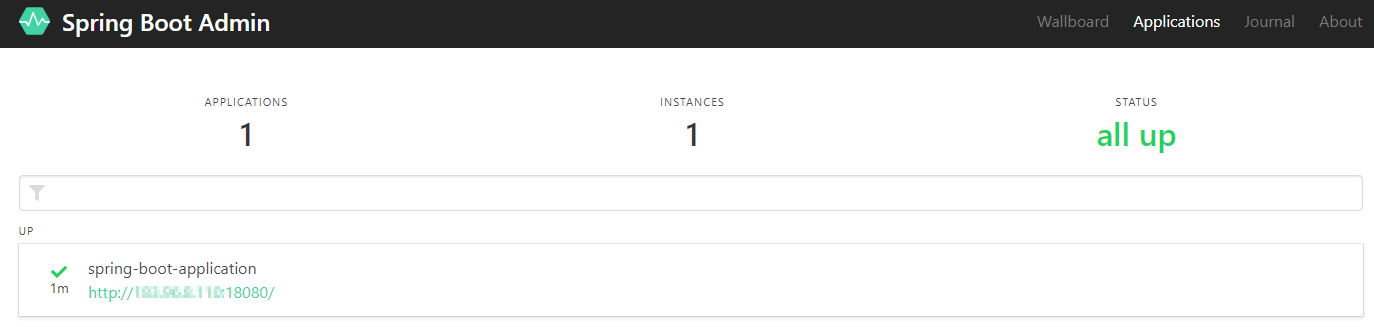 Spring Boot Admin Wallboard Applications Journal About
APPLICATIONS INSTANCES STATUS
1 1 all up
UP
spring-boot-application
1m
http:// :18080/